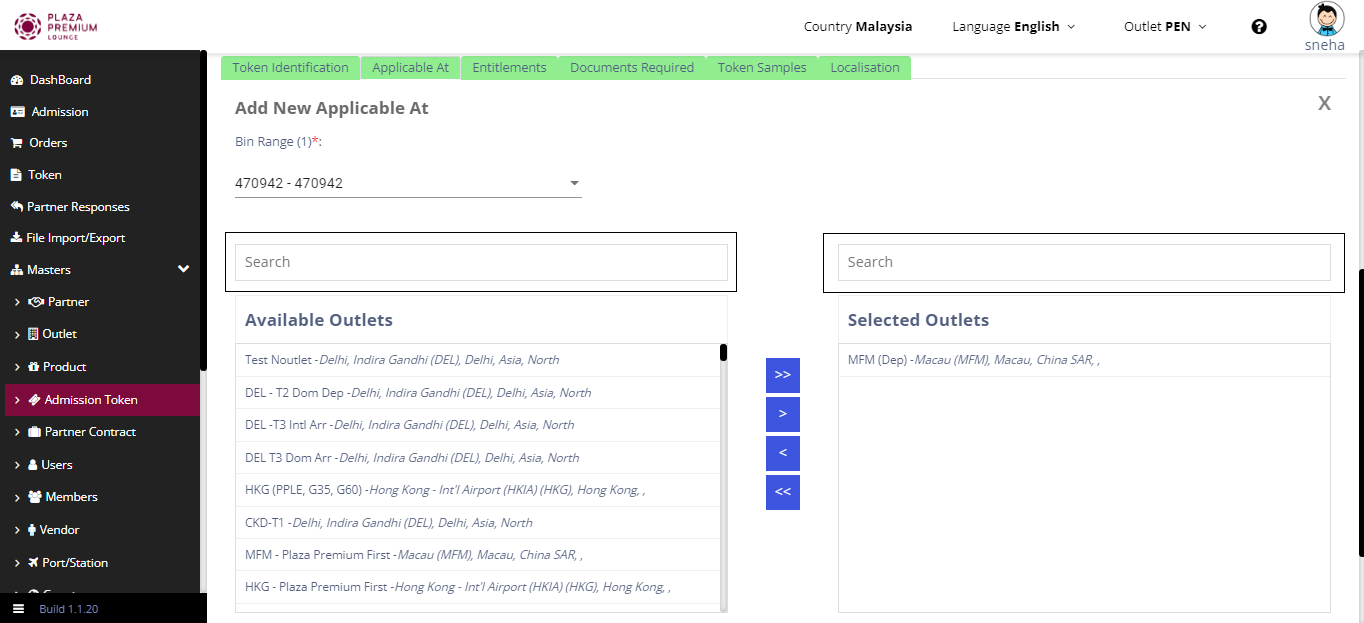 PLAZA
PREMIUM
LOUNGE
Country Malaysia
Language English
Outlet PEN
sneha
DashBoard
Admission
Orders
Token
Partner Responses
File Import/Export
Masters
Partner
Outlet
Product
Admission Token
Partner Contract
Users
Members
Vendor
Port/Station
Build 1.1.20
Token Identification
Applicable At
Entitlements
Documents Required
Token Samples
Localisation
Add New Applicable At
X
Bin Range (1)*:
470942 - 470942
Search
Available Outlets
Test Noutlet -Delhi, Indira Gandhi (DEL), Delhi, Asia, North
DEL - T2 Dom Dep -Delhi, Indira Gandhi (DEL), Delhi, Asia, North
DEL -T3 Intl Arr -Delhi, Indira Gandhi (DEL), Delhi, Asia, North
DEL T3 Dom Arr -Delhi, Indira Gandhi (DEL), Delhi, Asia, North
HKG (PPLE, G35, G60) -Hong Kong - Int'l Airport (HKIA) (HKG), Hong Kong, ,
CKD-T1 -Delhi, Indira Gandhi (DEL), Delhi, Asia, North
MFM - Plaza Premium First -Macau (MFM), Macau, China SAR, ,
HKG - Plaza Premium First -Hong Kong - Int'l Airport (HKIA) (HKG), Hong Kong, ,
>>
>
<
<<
Search
Selected Outlets
MFM (Dep) -Macau (MFM), Macau, China SAR, ,